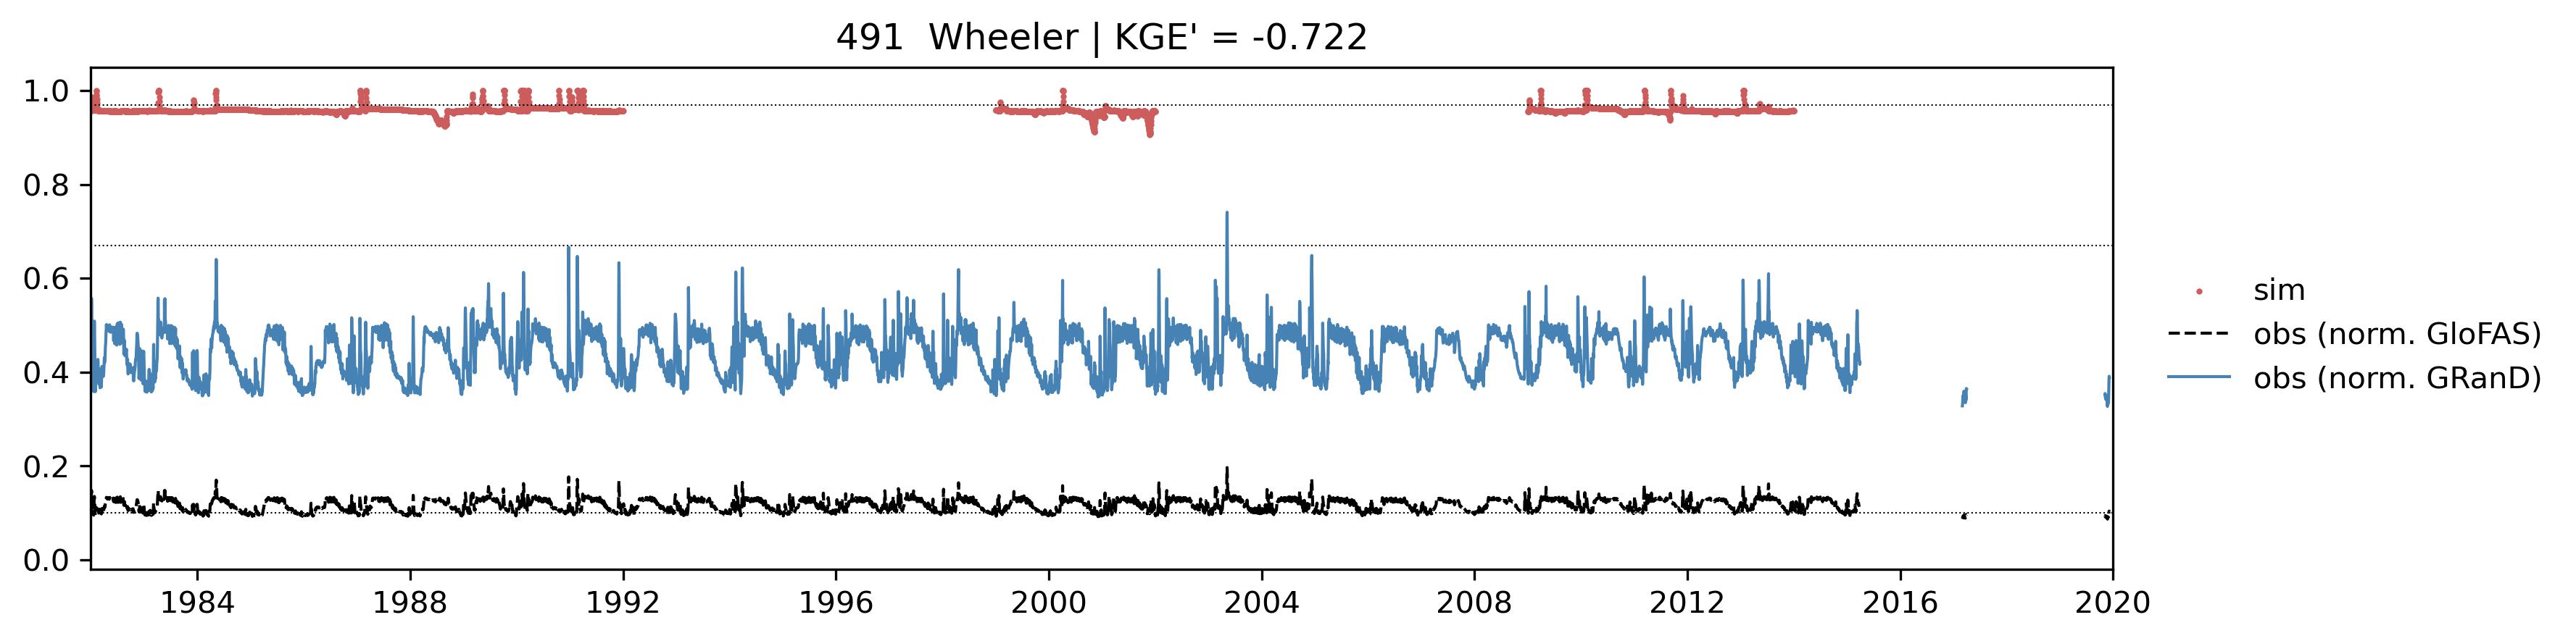 491  Wheeler | KGE' = -0.722
1.0
0.8
0.6
0.4
0.2
0.0
1984 1988 1992 1996 2000 2004 2008 2012 2016 2020
sim
obs (norm. GloFAS)
obs (norm. GRanD)